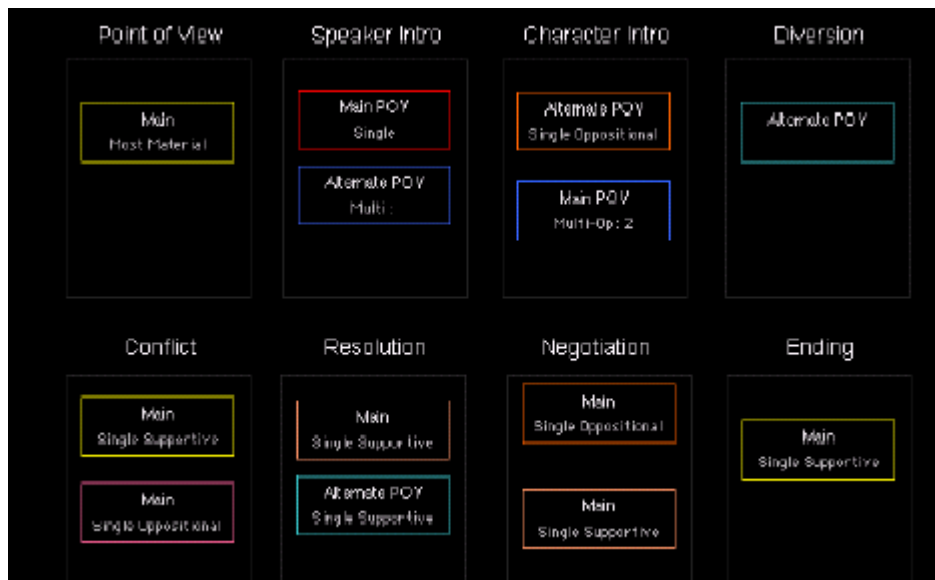 Point of View
Speaker Intro
Character Intro
Diversion
Main
Most Material
Main POV
Single
Alternate POV
Multi :
Alternate POV
Single Oppositional
Main POV
Multi-Op: 2
Alternate POV
Conflict
Resolution
Negotiation
Ending
Main
Single Supportive
Main
Single Oppositional
Main
Single Supportive
Alternate POV
Single Supportive
Main
Single Oppositional
Main
Single Supportive
Main
Single Supportive